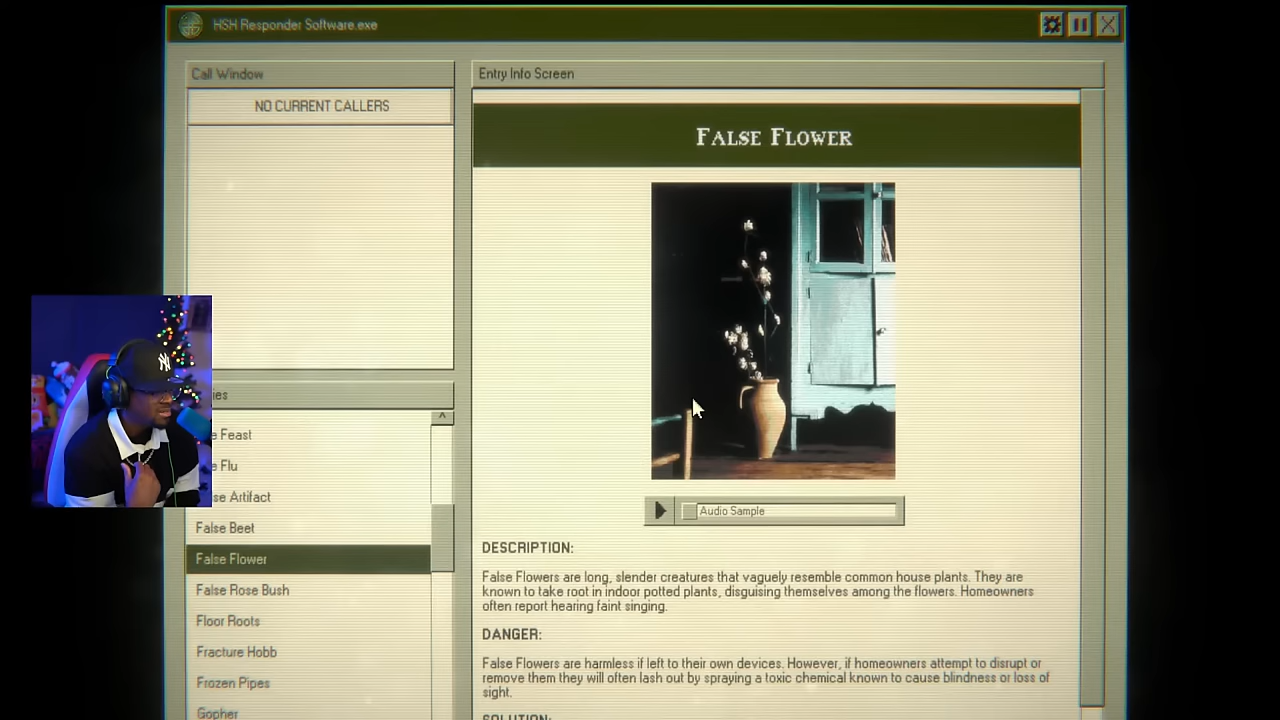 HSH Responder Software.exe
Call Window
NO CURRENT CALLERS
Entry Info Screen
FALSE FLOWER
Feast
Flu
Artifact
False Beet
False Flower
False Rose Bush
Floor Roots
Fracture Hobb
Frozen Pipes
Gopher
Audio Sample
DESCRIPTION:
False Flowers are long, slender creatures that vaguely resemble common house plants. They are
known to take root in indoor potted plants, disguising themselves among the flowers. Homeowners
often report hearing faint singing.
DANGER:
False Flowers are harmless if left to their own devices. However, if homeowners attempt to disrupt or
remove them they will often lash out by spraying a toxic chemical known to cause blindness or loss of
sight.
SOLUTION: